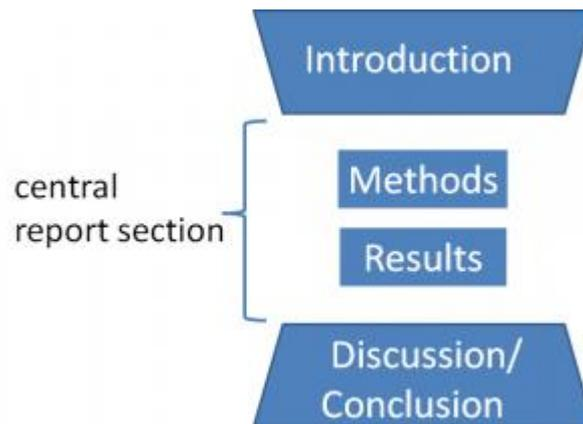 Introduction
central
report section
Methods
Results
Discussion/
Conclusion